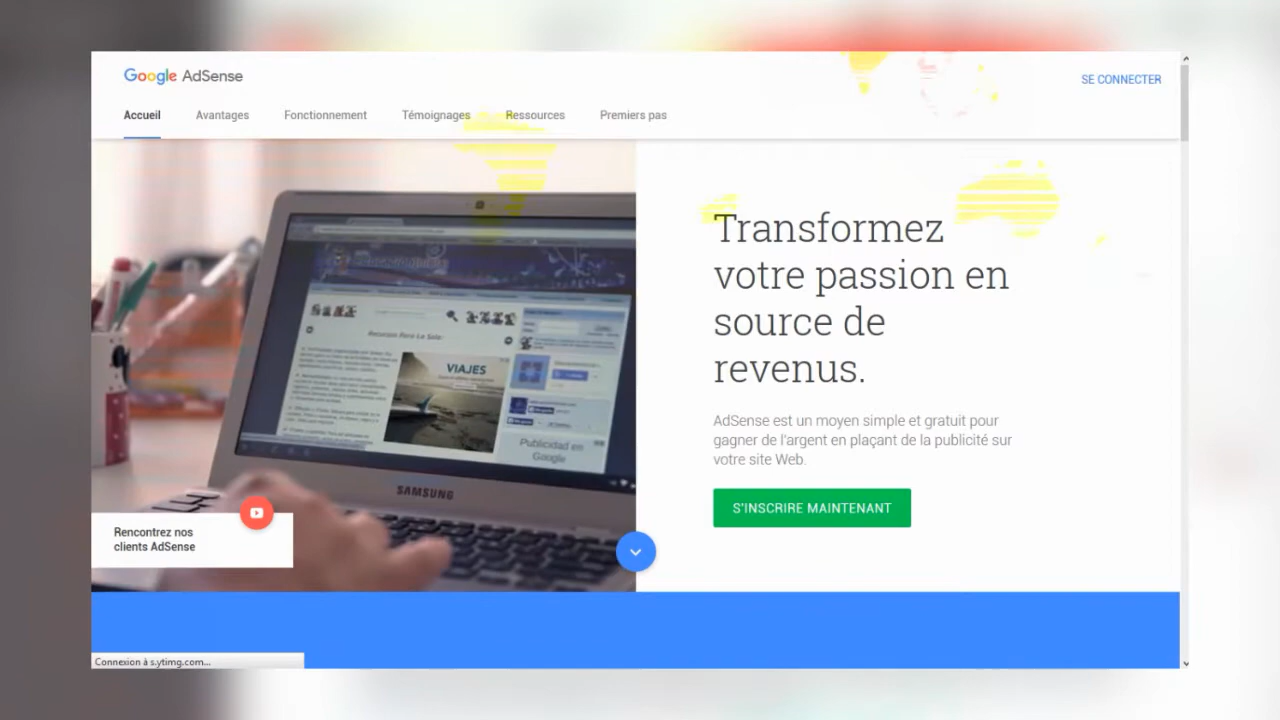 Google AdSense
SE CONNECTER
Accueil
Avantages
Fonctionnement
Témoignages
Ressources
Premiers pas
Transformez
votre passion en
source de
revenus.
AdSense est un moyen simple et gratuit pour
gagner de l'argent en plaçant de la publicité sur
votre site Web.
S'INSCRIRE MAINTENANT
VIAJES
Publicidad en
Google
SAMSUNG
Rencontrez nos
clients AdSense
Connexion à s.ytimg.com...